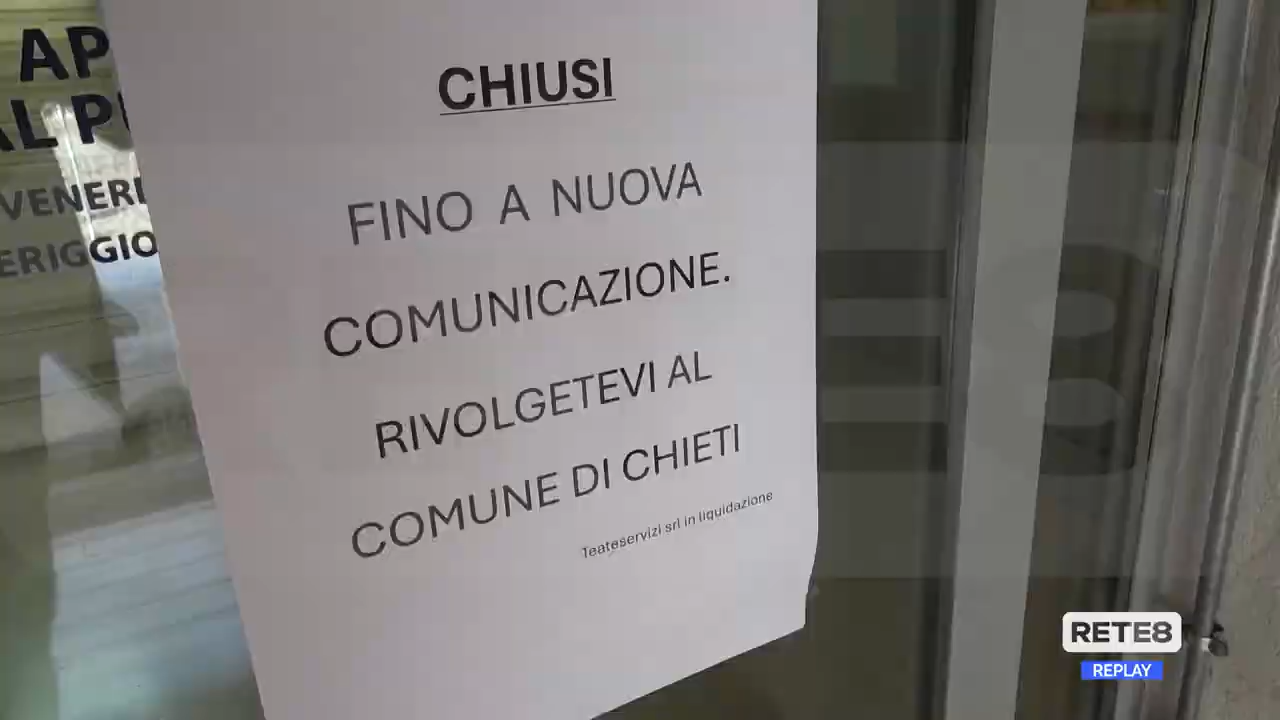 CHIUSI
FINO A NUOVA
COMUNICAZIONE.
RIVOLGETEVI AL
COMUNE DI CHIETI
Teateservizi srl in liquidazione
RETE8
REPLAY